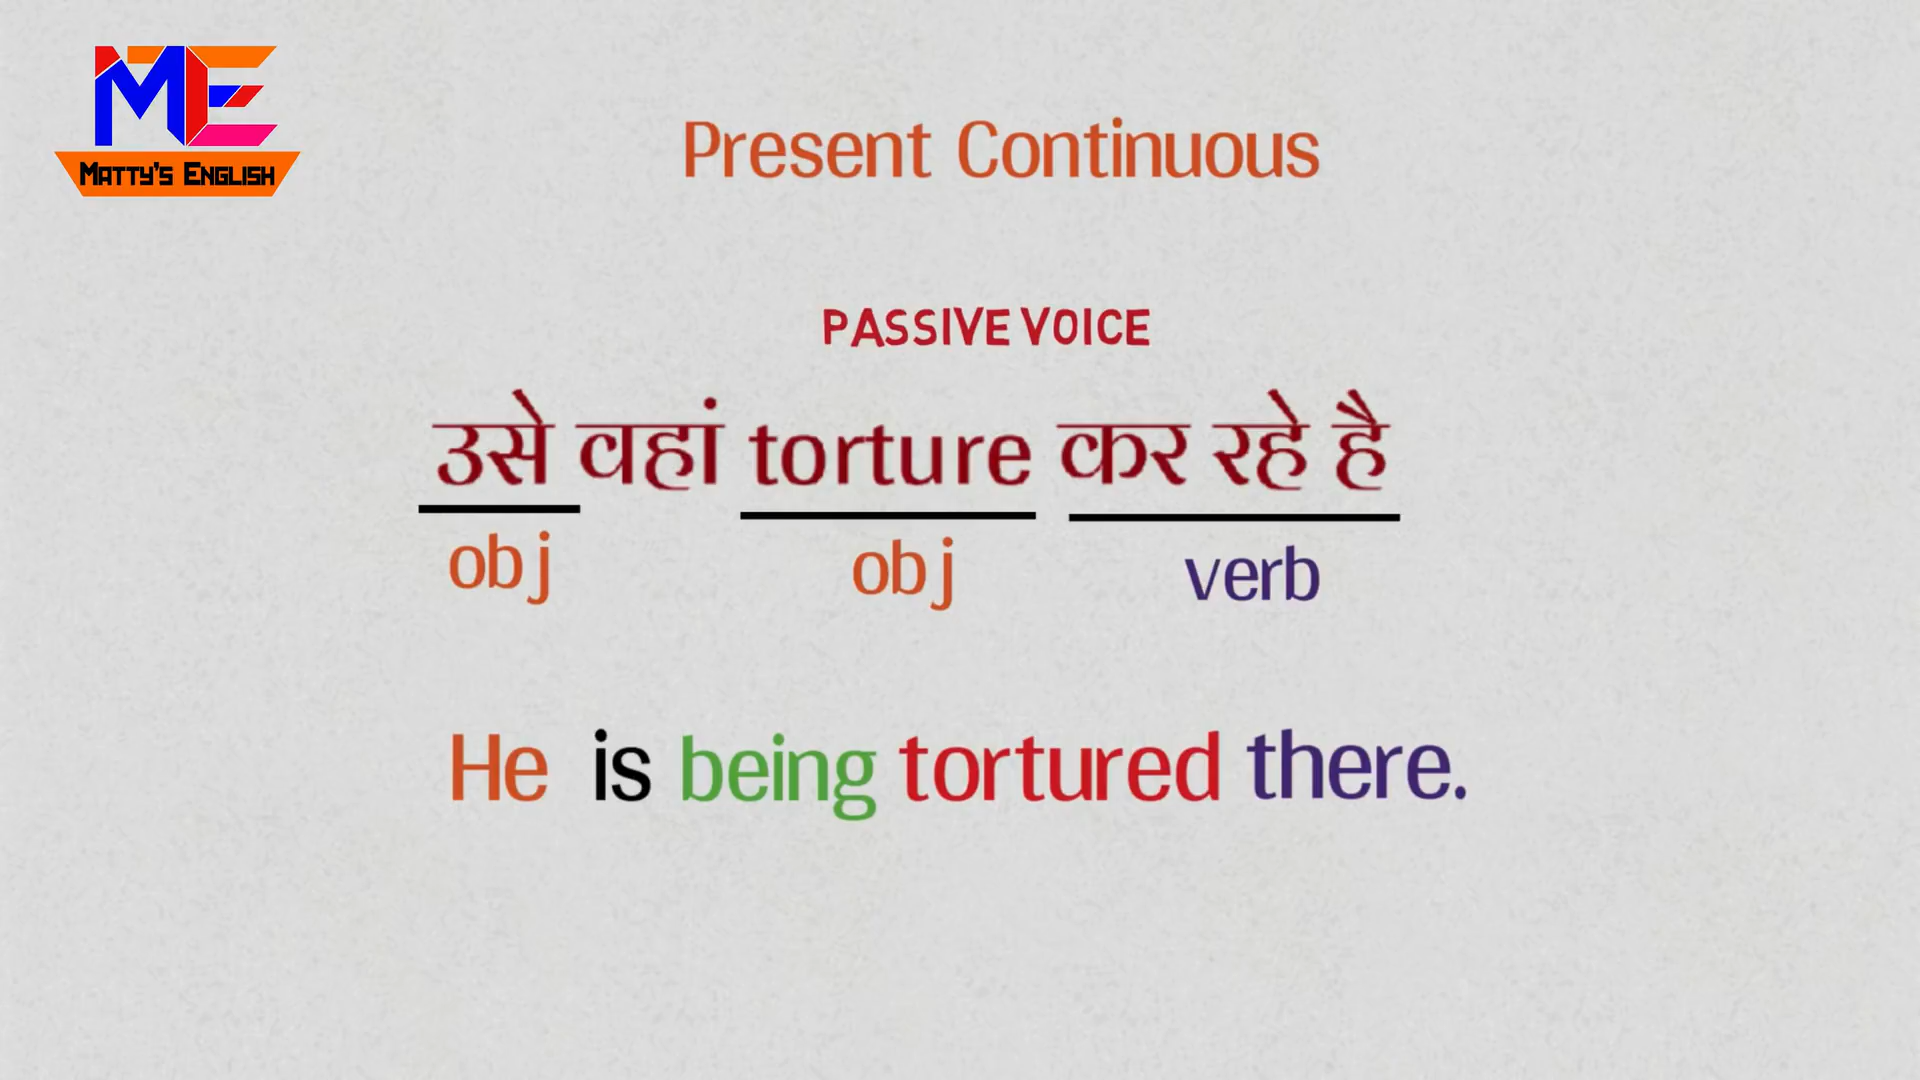 ME
MATTY'S ENGLISH
Present Continuous
PASSIVE VOICE
उसे वहां torture कर रहे है
obj obj verb
He is being tortured there.